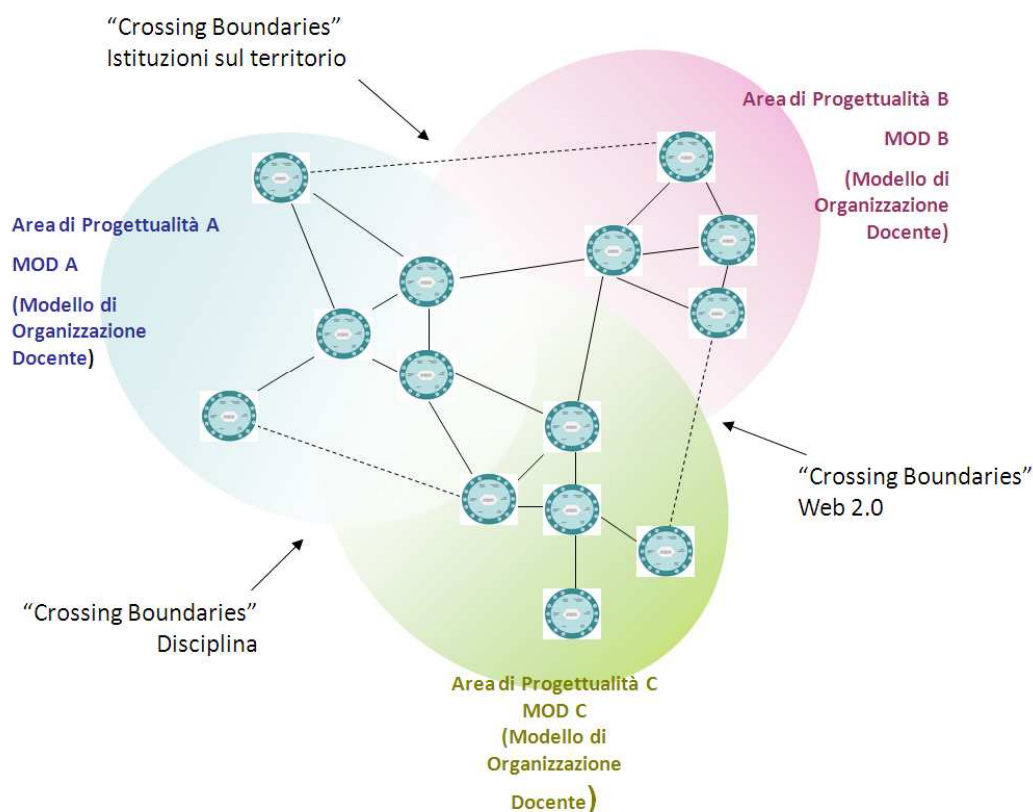 “Crossing Boundaries”
Istituzioni sul territorio
Area di Progettualità B
MOD B
(Modello di
Organizzazione
Docente)
Area di Progettualità A
MOD A
(Modello di
Organizzazione
Docente)
“Crossing Boundaries”
Web 2.0
“Crossing Boundaries”
Disciplina
Area di Progettualità C
MOD C
(Modello di
Organizzazione
Docente)